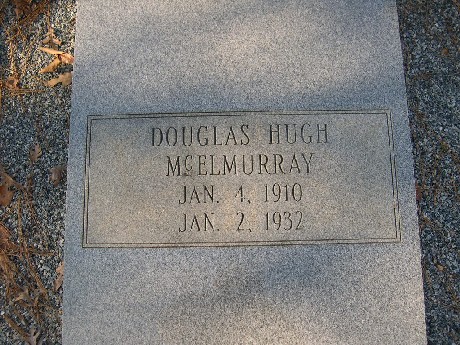 DOUGLAS HUGH
McELMURRAY
JAN. 4, 1910
JAN. 2, 1932